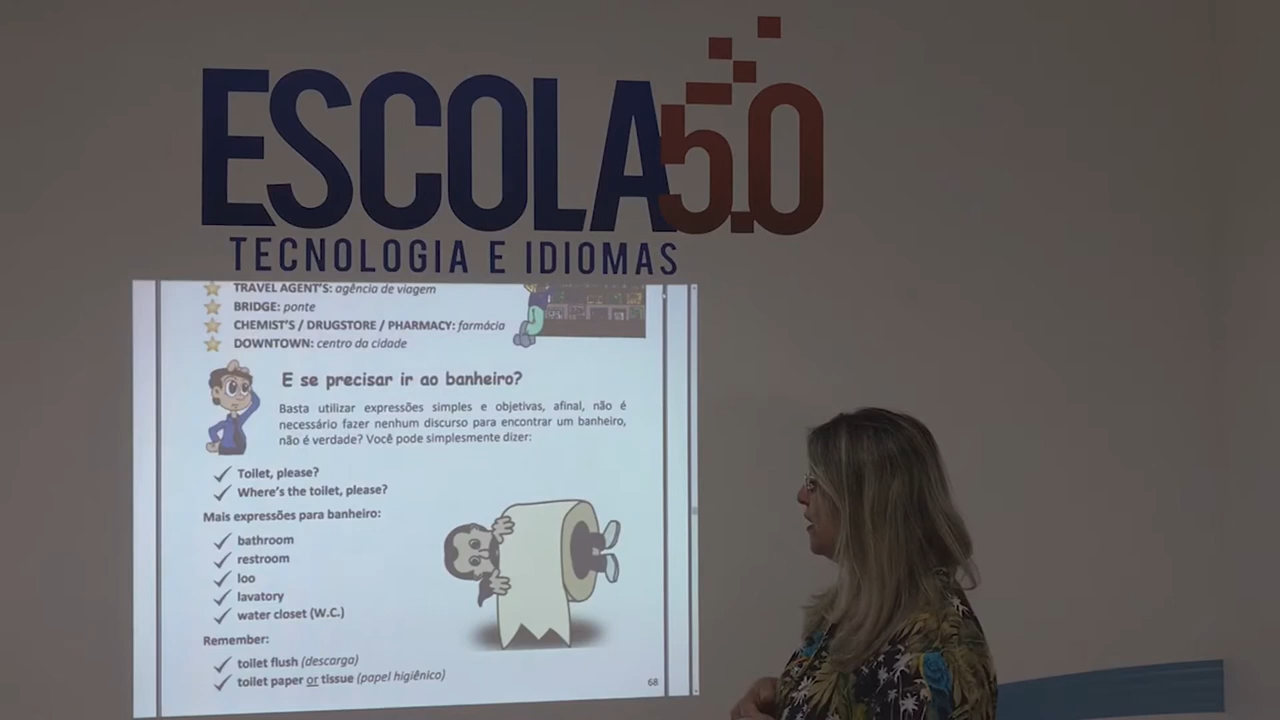 ESCOLA 5.0
TECNOLOGIA E IDIOMAS
TRAVEL AGENT'S: agência de viagem
BRIDGE: ponte
CHEMIST'S / DRUGSTORE / PHARMACY: farmácia
DOWNTOWN: centro da cidade
E se precisar ir ao banheiro?
Basta utilizar expressões simples e objetivas, afinal, não é
necessário fazer nenhum discurso para encontrar um banheiro,
não é verdade? Você pode simplesmente dizer:
Toilet, please?
Where's the toilet, please?
Mais expressões para banheiro:
bathroom
restroom
loo
lavatory
water closet (W.C.)
Remember:
toilet flush (descarga)
toilet paper or tissue (papel higiênico)
68